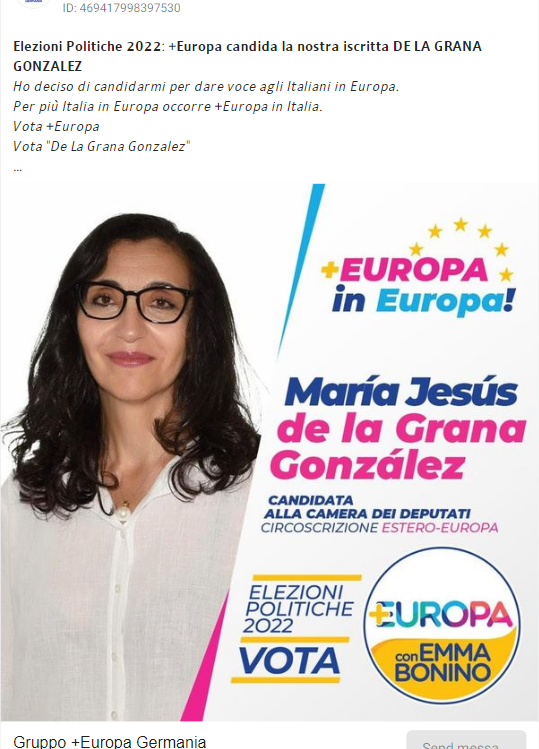 ID: 469417998397530
Elezioni Politiche 2022: +Europa candida la nostra iscritta DE LA GRANA
GONZALEZ
Ho deciso di candidarmi per dare voce agli Italiani in Europa.
Per più Italia in Europa occorre +Europa in Italia.
Vota +Europa
Vota "De La Grana Gonzalez"
...
+EUROPA
in Europa!
María Jesús
de la Grana
González
CANDIDATA
ALLA CAMERA DEI DEPUTATI
CIRCOSCRIZIONE ESTERO-EUROPA
ELEZIONI
POLITICHE
2022
VOTA
+EUROPA
con EMMA
BONINO
Gruppo +Europa Germania
Send messa...